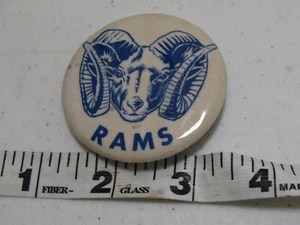 RAMS
1 2 3 4
FIBER- GLASS